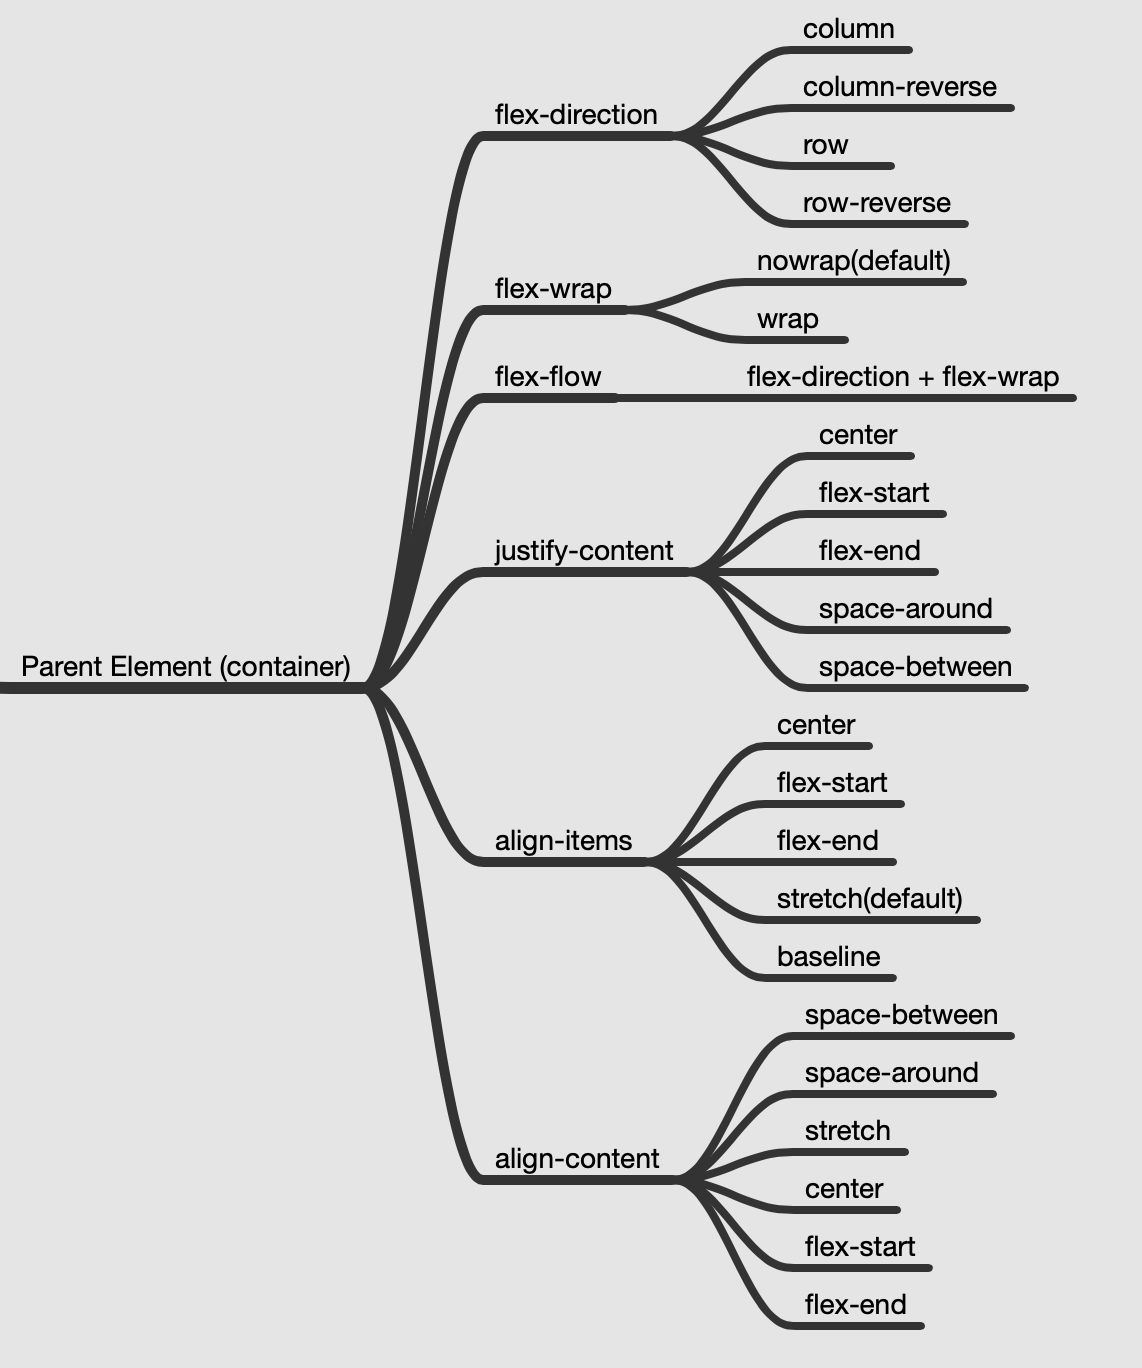 Parent Element (container)
flex-direction
column
column-reverse
row
row-reverse
flex-wrap
nowrap(default)
wrap
flex-flow
flex-direction + flex-wrap
justify-content
center
flex-start
flex-end
space-around
space-between
align-items
center
flex-start
flex-end
stretch(default)
baseline
align-content
space-between
space-around
stretch
center
flex-start
flex-end